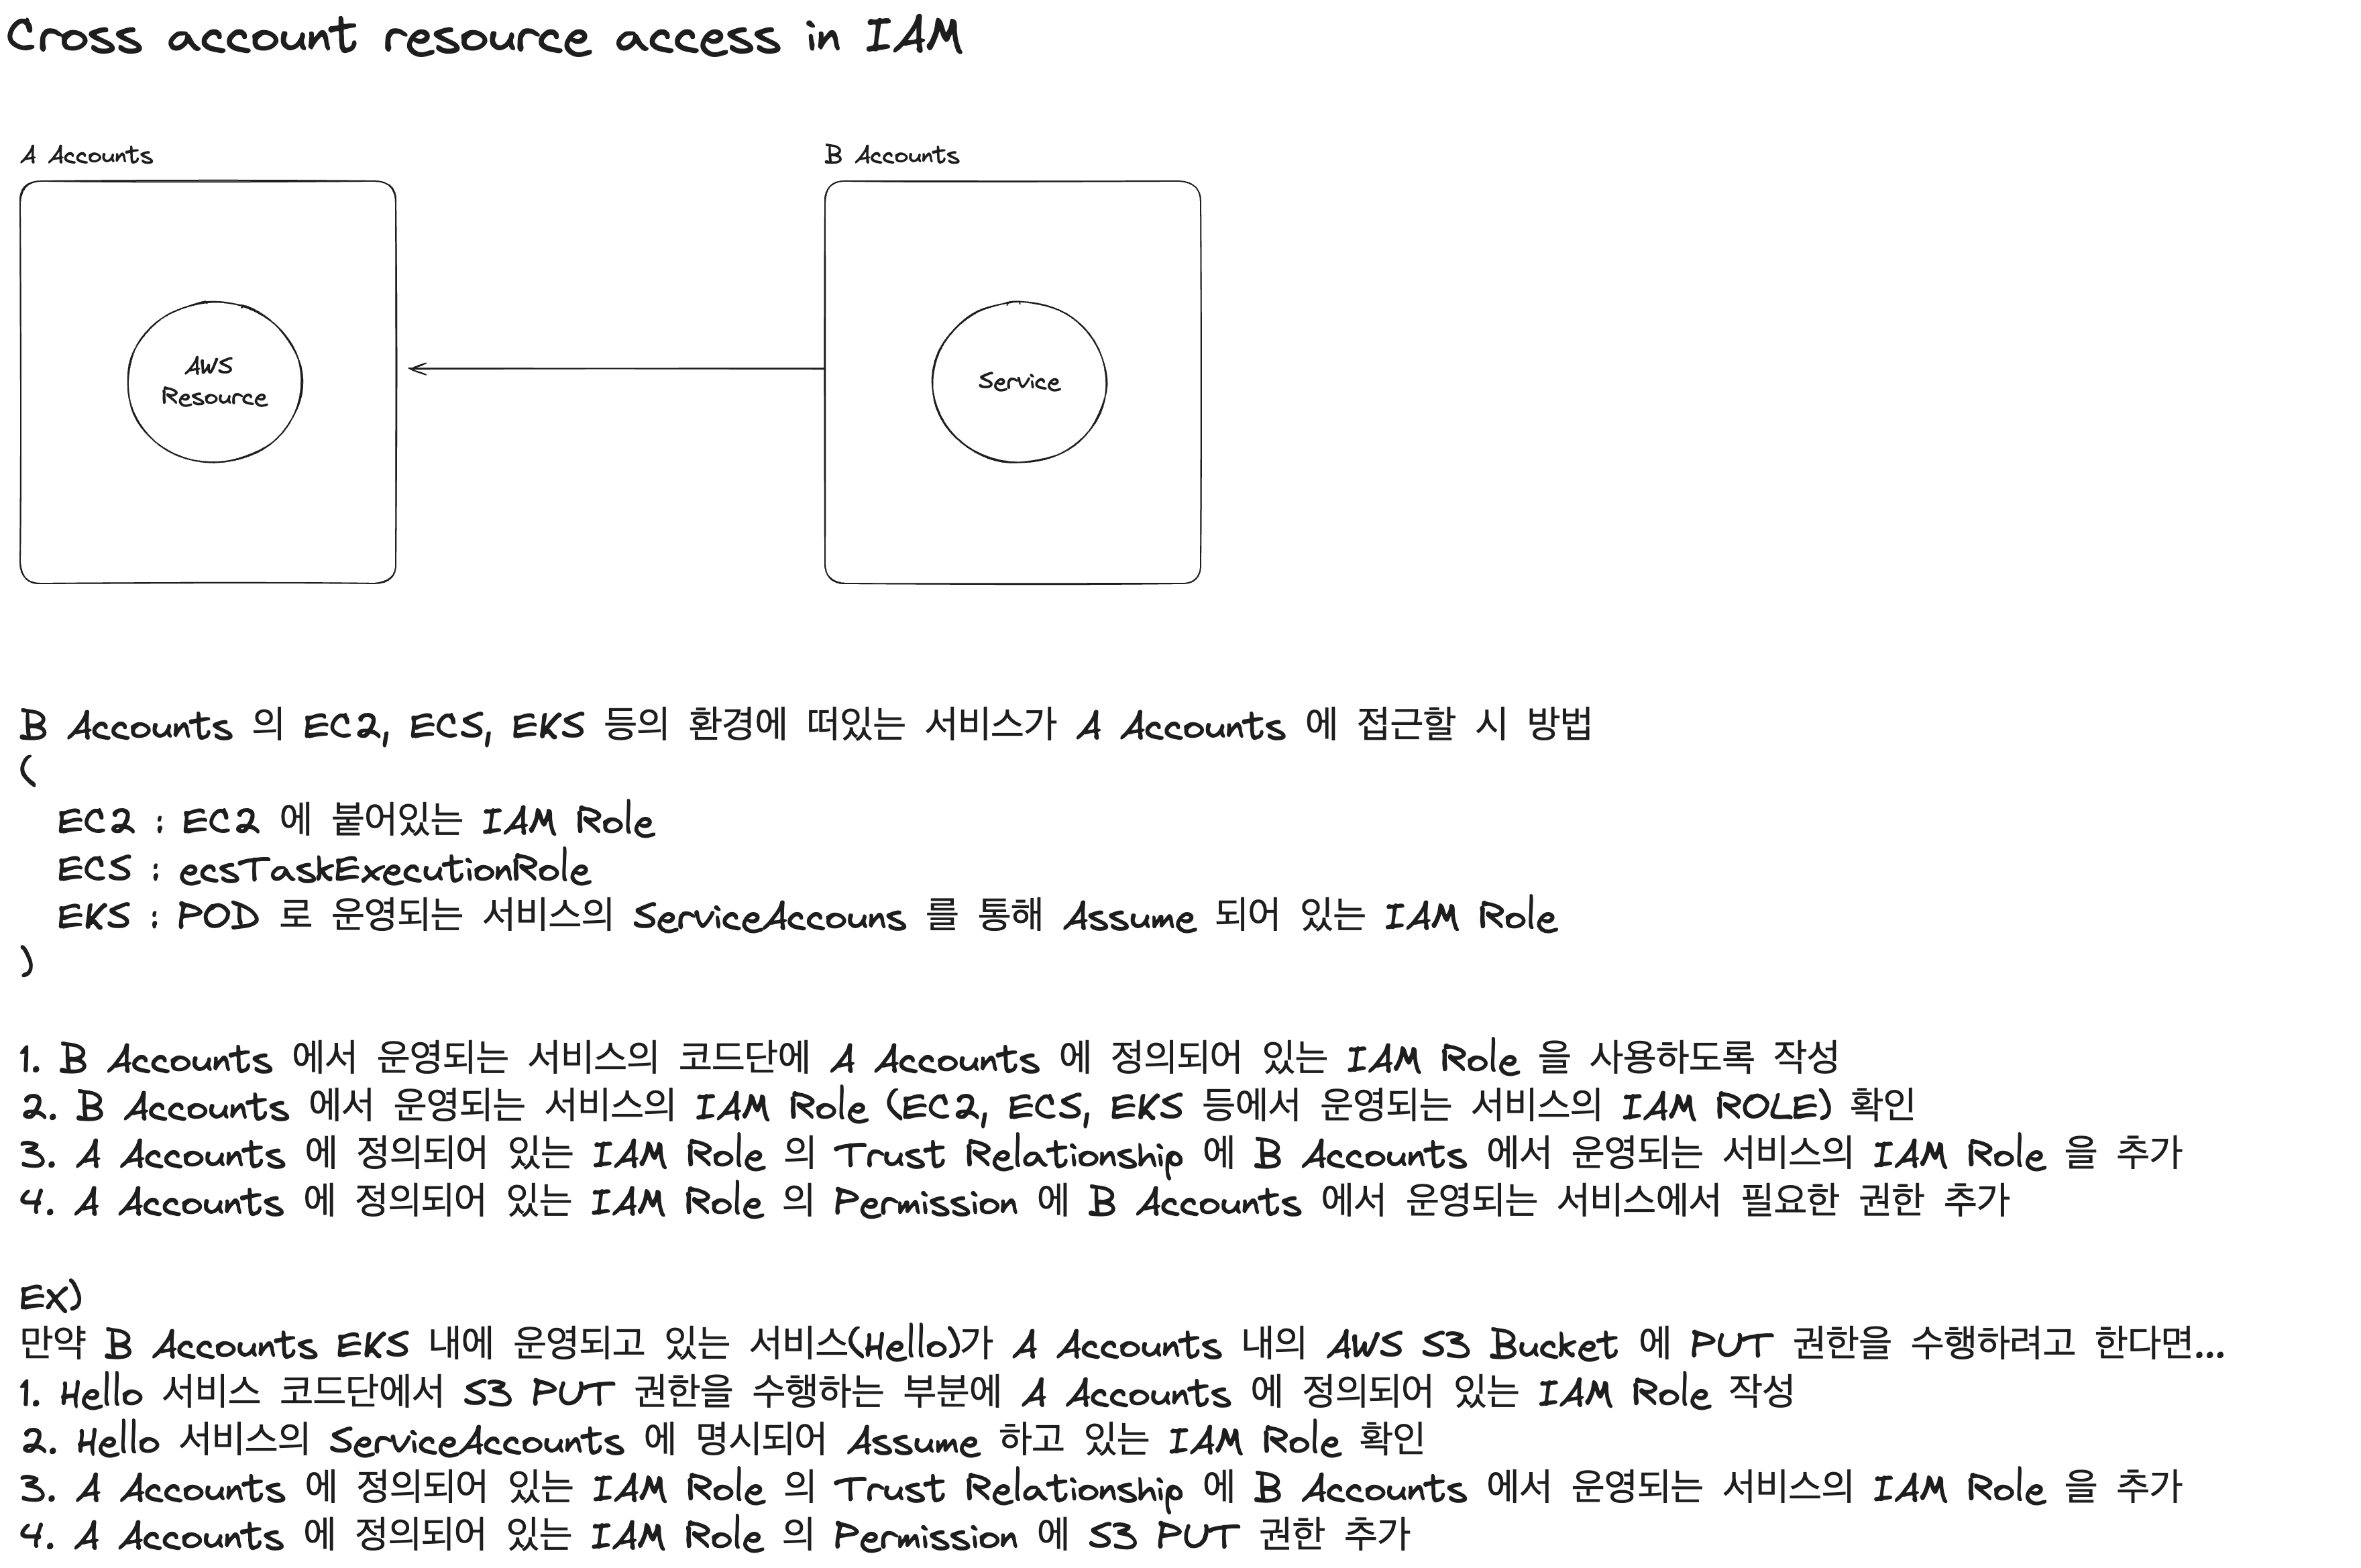 Cross account resource access in IAM
A Accounts
B Accounts
AWS
Resource
Service
B Accounts 의 EC2, ECS, EKS 등의 환경에 떠있는 서비스가 A Accounts 에 접근할 시 방법
(
EC2 : EC2 에 붙어있는 IAM Role
ECS : ecsTaskExecutionRole
EKS : POD 로 운영되는 서비스의 ServiceAccouns 를 통해 Assume 되어 있는 IAM Role
)
1. B Accounts 에서 운영되는 서비스의 코드단에 A Accounts 에 정의되어 있는 IAM Role 을 사용하도록 작성
2. B Accounts 에서 운영되는 서비스의 IAM Role (EC2, ECS, EKS 등에서 운영되는 서비스의 IAM ROLE) 확인
3. A Accounts 에 정의되어 있는 IAM Role 의 Trust Relationship 에 B Accounts 에서 운영되는 서비스의 IAM Role 을 추가
4. A Accounts 에 정의되어 있는 IAM Role 의 Permission 에 B Accounts 에서 운영되는 서비스에서 필요한 권한 추가
EX)
만약 B Accounts EKS 내에 운영되고 있는 서비스(Hello)가 A Accounts 내의 AWS S3 Bucket 에 PUT 권한을 수행하려고 한다면...
1. Hello 서비스 코드단에서 S3 PUT 권한을 수행하는 부분에 A Accounts 에 정의되어 있는 IAM Role 작성
2. Hello 서비스의 ServiceAccounts 에 명시되어 Assume 하고 있는 IAM Role 확인
3. A Accounts 에 정의되어 있는 IAM Role 의 Trust Relationship 에 B Accounts 에서 운영되는 서비스의 IAM Role 을 추가
4. A Accounts 에 정의되어 있는 IAM Role 의 Permission 에 S3 PUT 권한 추가